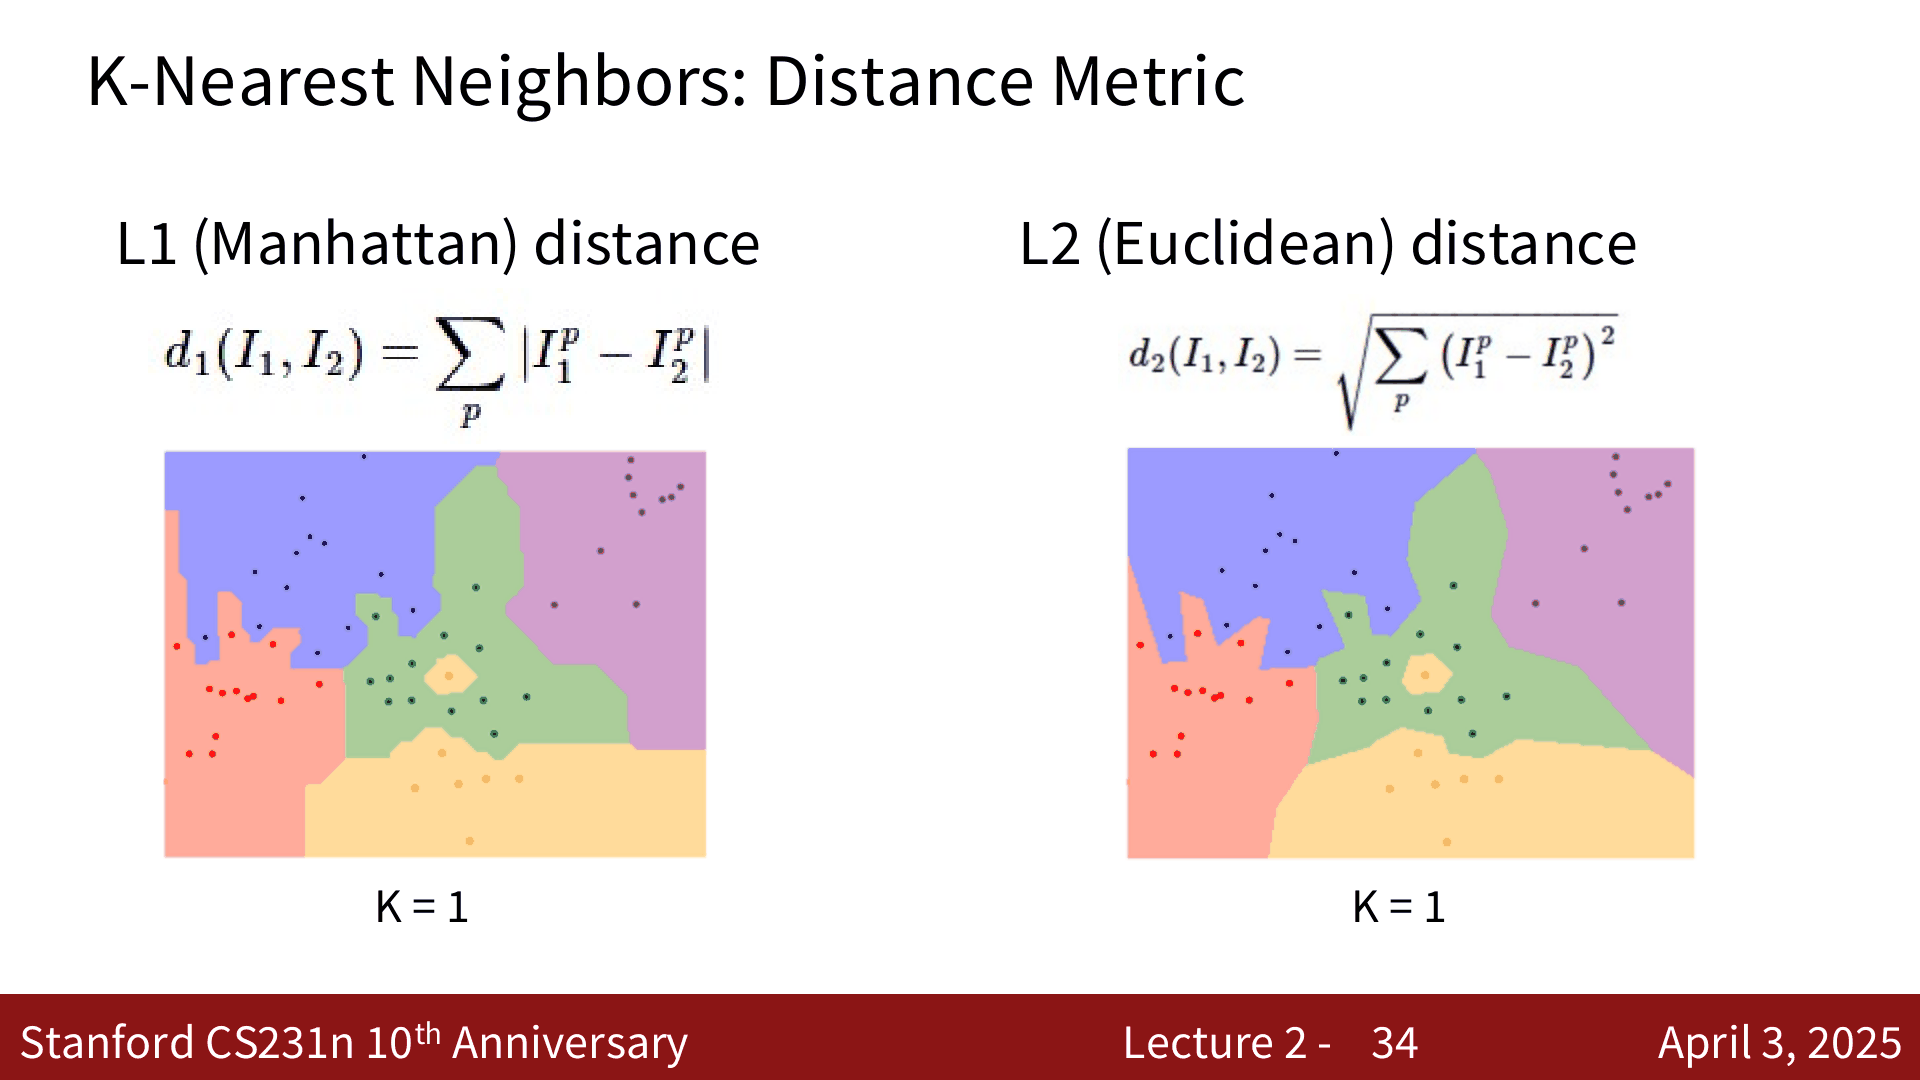 K-Nearest Neighbors: Distance Metric
L1 (Manhattan) distance
d₁(I₁, I₂) = ∑ₚ |I₁ᵖ − I₂ᵖ|
K = 1
L2 (Euclidean) distance
d₂(I₁, I₂) = √(∑ₚ (I₁ᵖ − I₂ᵖ)²)
K = 1
Stanford CS231n 10th Anniversary
Lecture 2 - 34
April 3, 2025